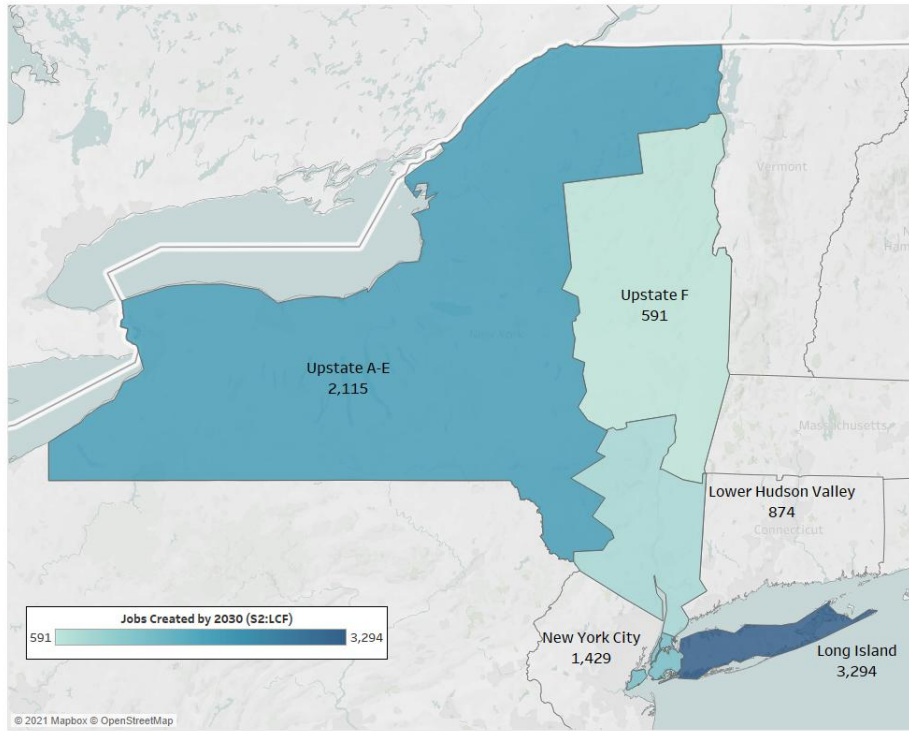 Vermont
Upstate F
591
Upstate A-E
2,115
Massachusetts
Lower Hudson Valley
874
Connecticut
Jobs Created by 2030 (S2:LCF)
591 3,294
New York City
1,429
Long Island
3,294
© 2021 Mapbox © OpenStreetMap